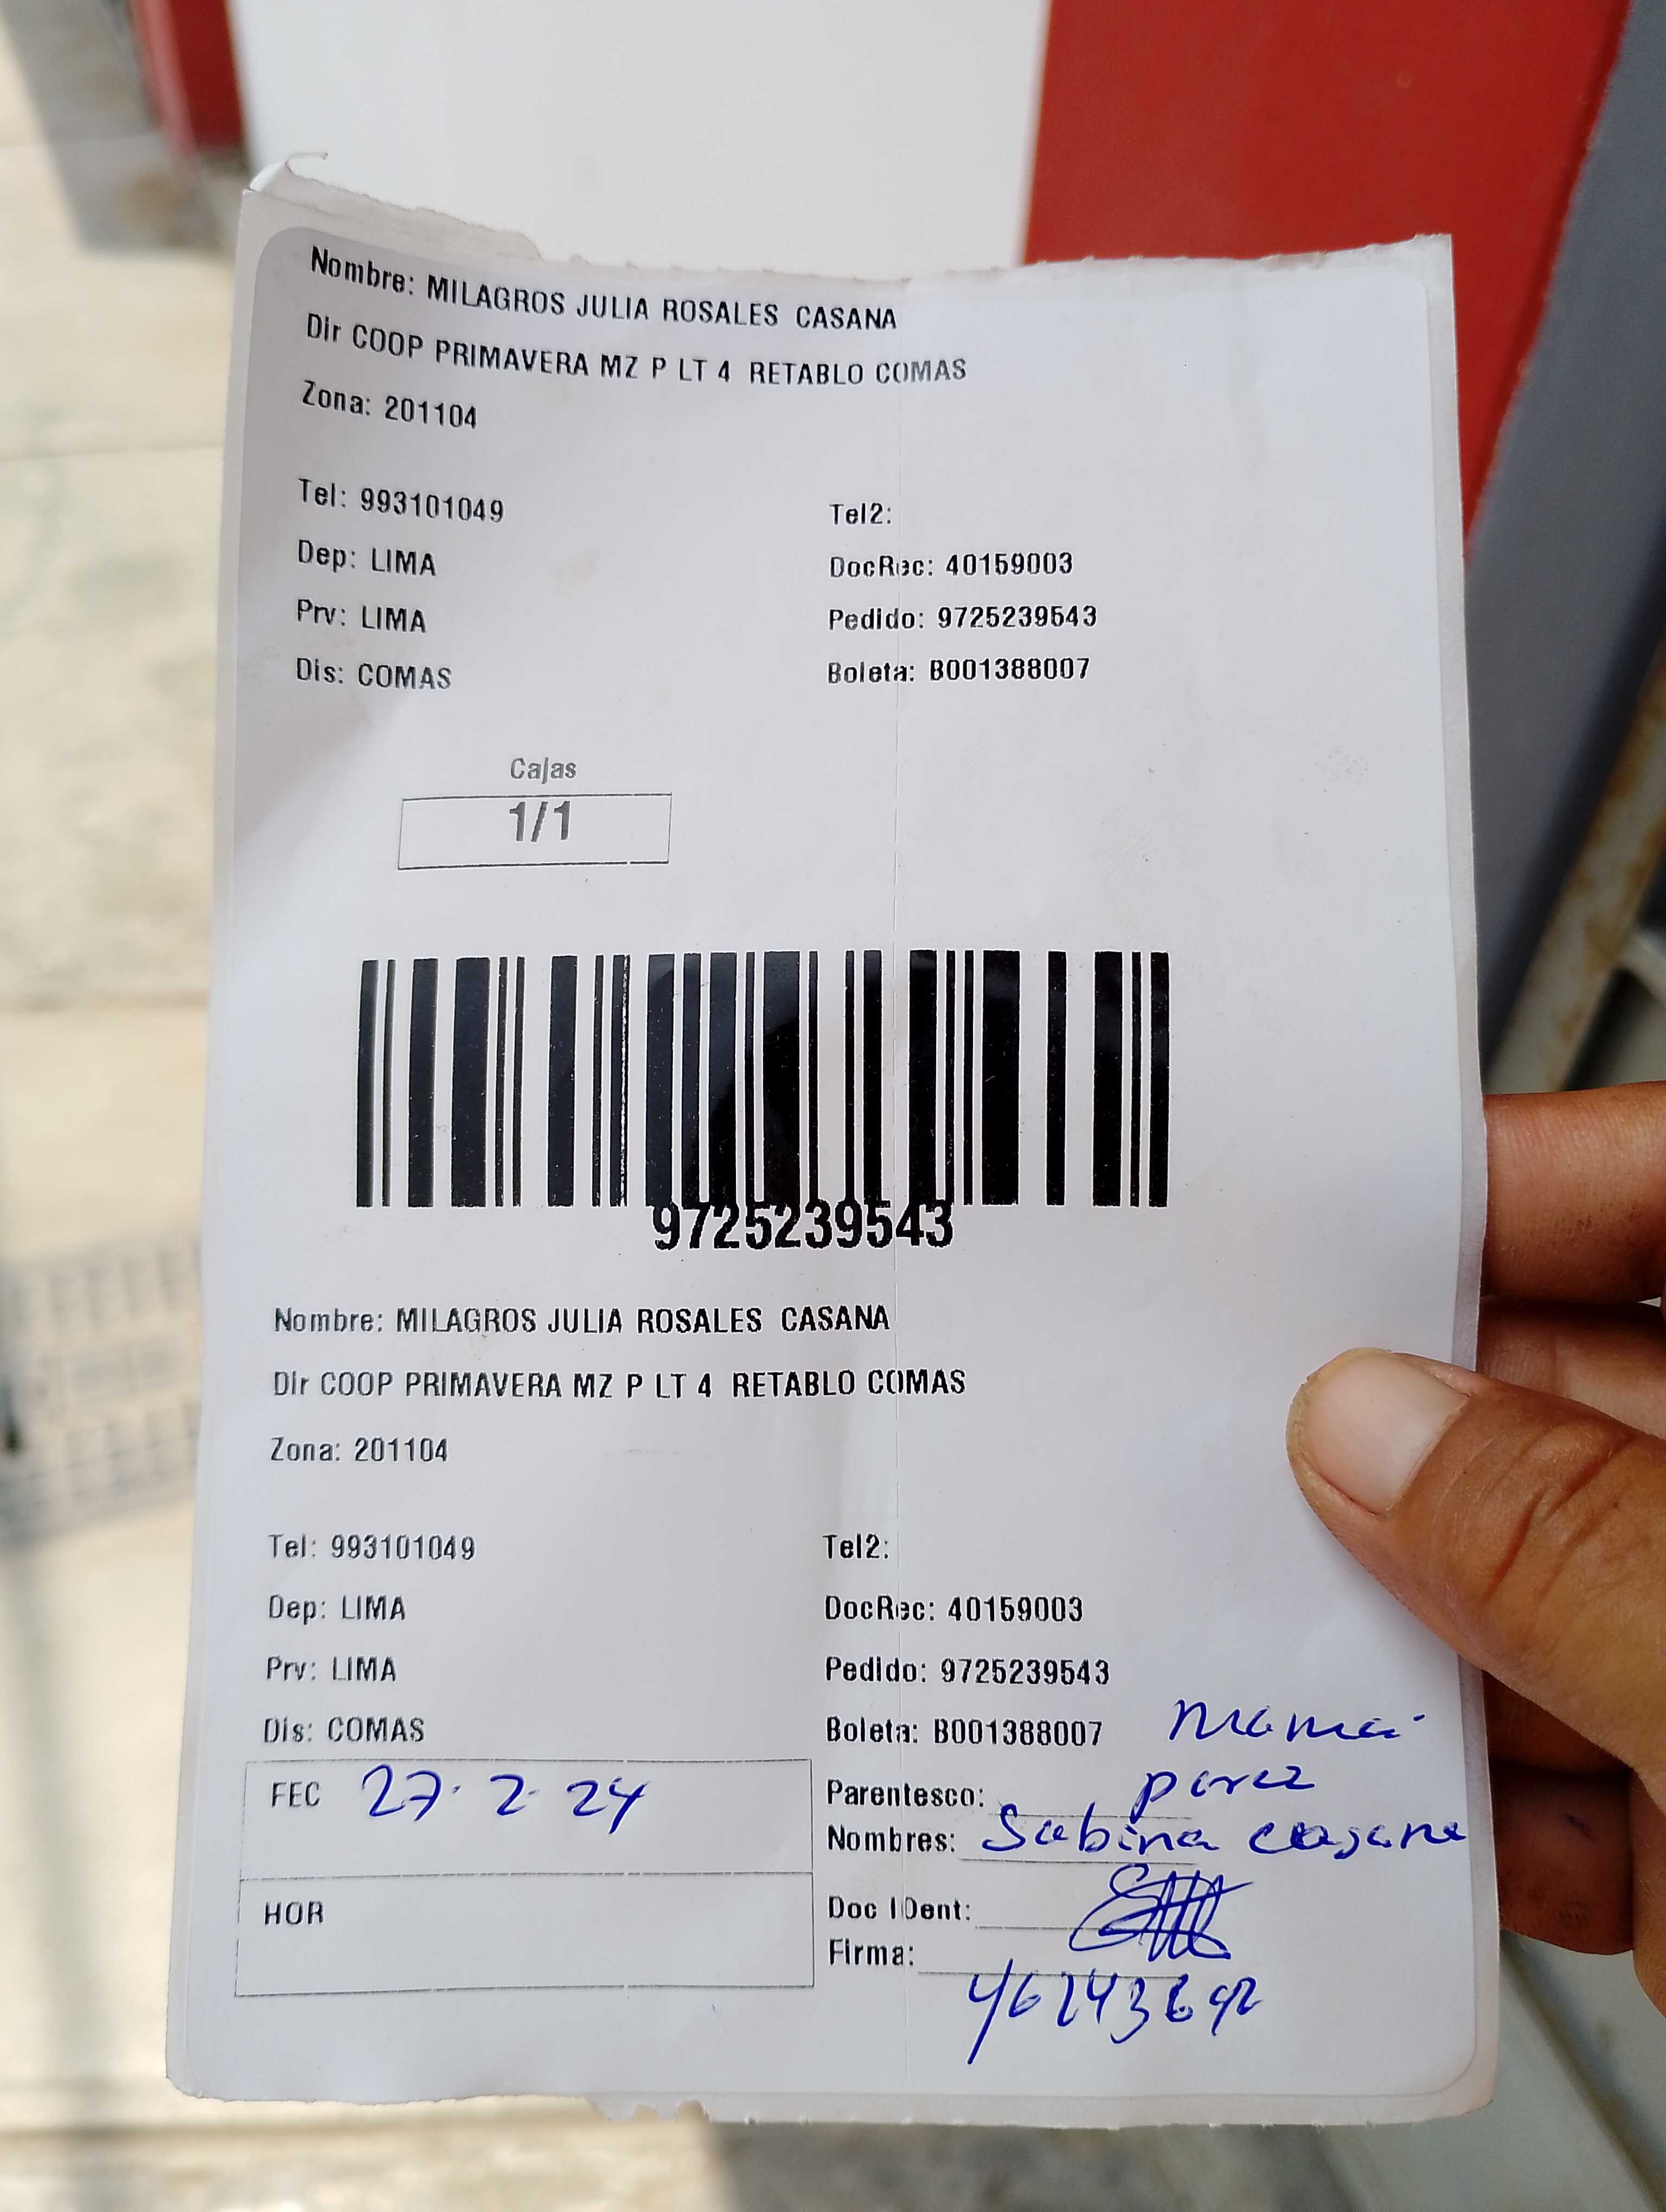 Nombre: MILAGROS JULIA ROSALES CASANA
Dir COOP PRIMAVERA MZ P LT 4 RETABLO COMAS
Zona: 201104
Tel: 993101049 Tel2:
Dep: LIMA DocRec: 40159003
Prv: LIMA Pedido: 9725239543
Dis: COMAS Boleta: B001388007
Cajas
1/1
9725239543
Nombre: MILAGROS JULIA ROSALES CASANA
Dir COOP PRIMAVERA MZ P LT 4 RETABLO COMAS
Zona: 201104
Tel: 993101049 Tel2:
Dep: LIMA DocRec: 40159003
Prv: LIMA Pedido: 9725239543
Dis: COMAS Boleta: B001388007 mamá
FEC 27. 2. 24 Parentesco:
Nombres: Sabina casana
HOR Doc IDent:
Firma: